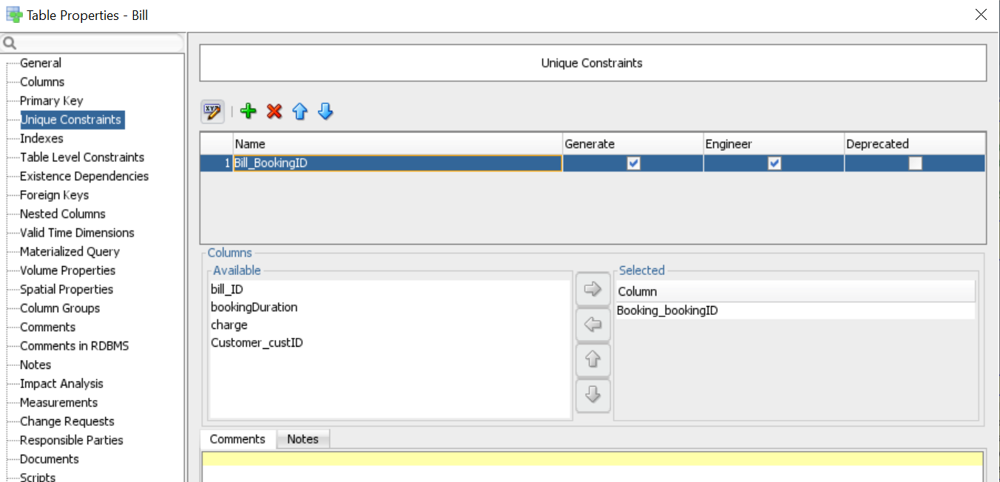 Table Properties - Bill
General
Columns
Primary Key
Unique Constraints
Indexes
Table Level Constraints
Existence Dependencies
Foreign Keys
Nested Columns
Valid Time Dimensions
Materialized Query
Volume Properties
Spatial Properties
Column Groups
Comments
Comments in RDBMS
Notes
Impact Analysis
Measurements
Change Requests
Responsible Parties
Documents
Scripts
Unique Constraints
XYZ
Name Generate Engineer Deprecated
1 Bill_BookingID
Columns
Available
bill_ID
bookingDuration
charge
Customer_custID
Selected
Column
Booking_bookingID
Comments Notes